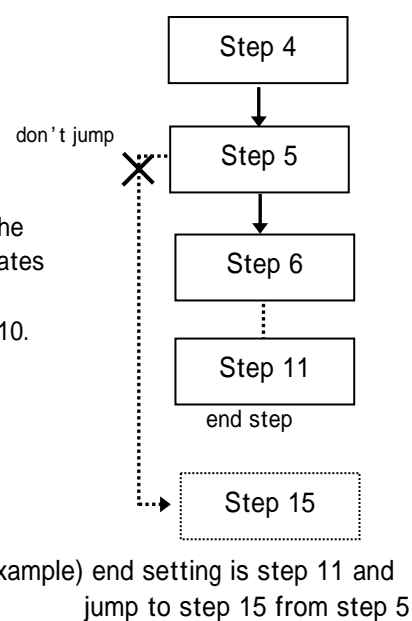 Step 4
don't jump
Step 5
he
ates
Step 6
10.
Step 11
end step
Step 15
xample) end setting is step 11 and
jump to step 15 from step 5